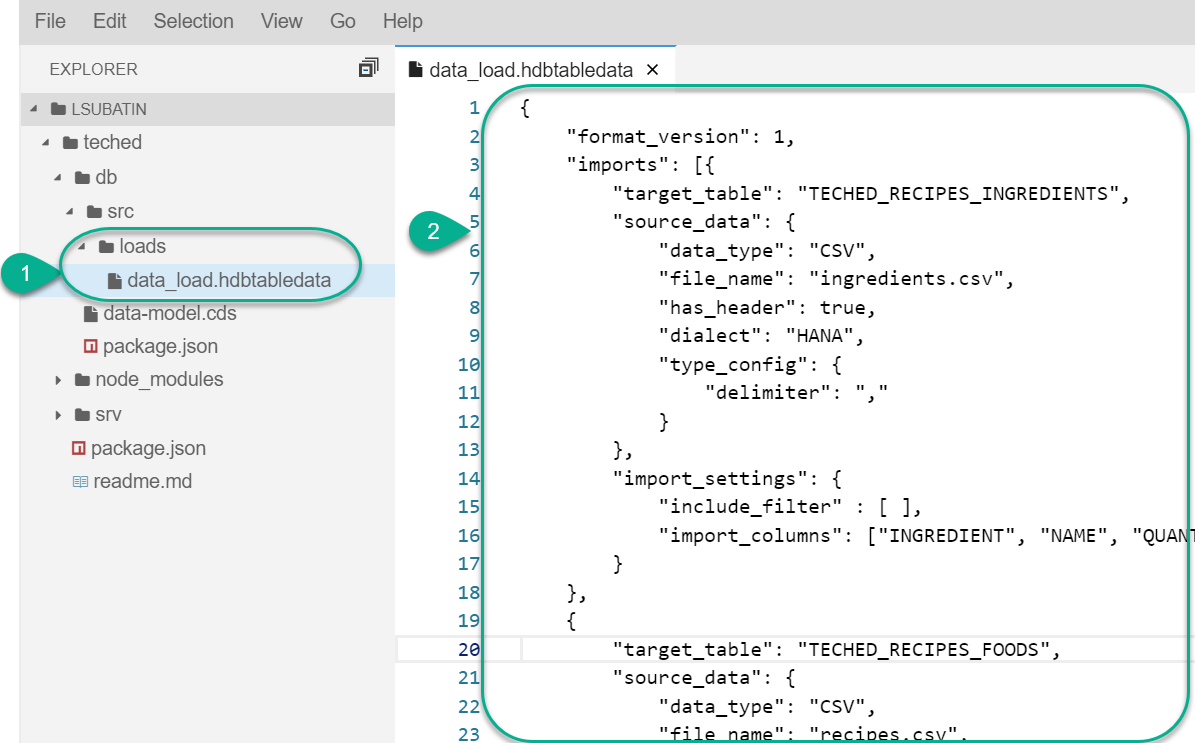 File Edit Selection View Go Help
EXPLORER
LSUBATIN
teched
db
src
loads
data_load.hdbtabledata
data-model.cds
package.json
node_modules
srv
package.json
readme.md
1
2
data_load.hdbtabledata ×
1 {
2 "format_version": 1,
3 "imports": [{
4 "target_table": "TECHED_RECIPES_INGREDIENTS",
5 "source_data": {
6 "data_type": "CSV",
7 "file_name": "ingredients.csv",
8 "has_header": true,
9 "dialect": "HANA",
10 "type_config": {
11 "delimiter": ","
12 }
13 },
14 "import_settings": {
15 "include_filter" : [ ],
16 "import_columns": ["INGREDIENT", "NAME", "QUANT
17 }
18 },
19 {
20 "target_table": "TECHED_RECIPES_FOODS",
21 "source_data": {
22 "data_type": "CSV",
23 "file_name": "recipes.csv",